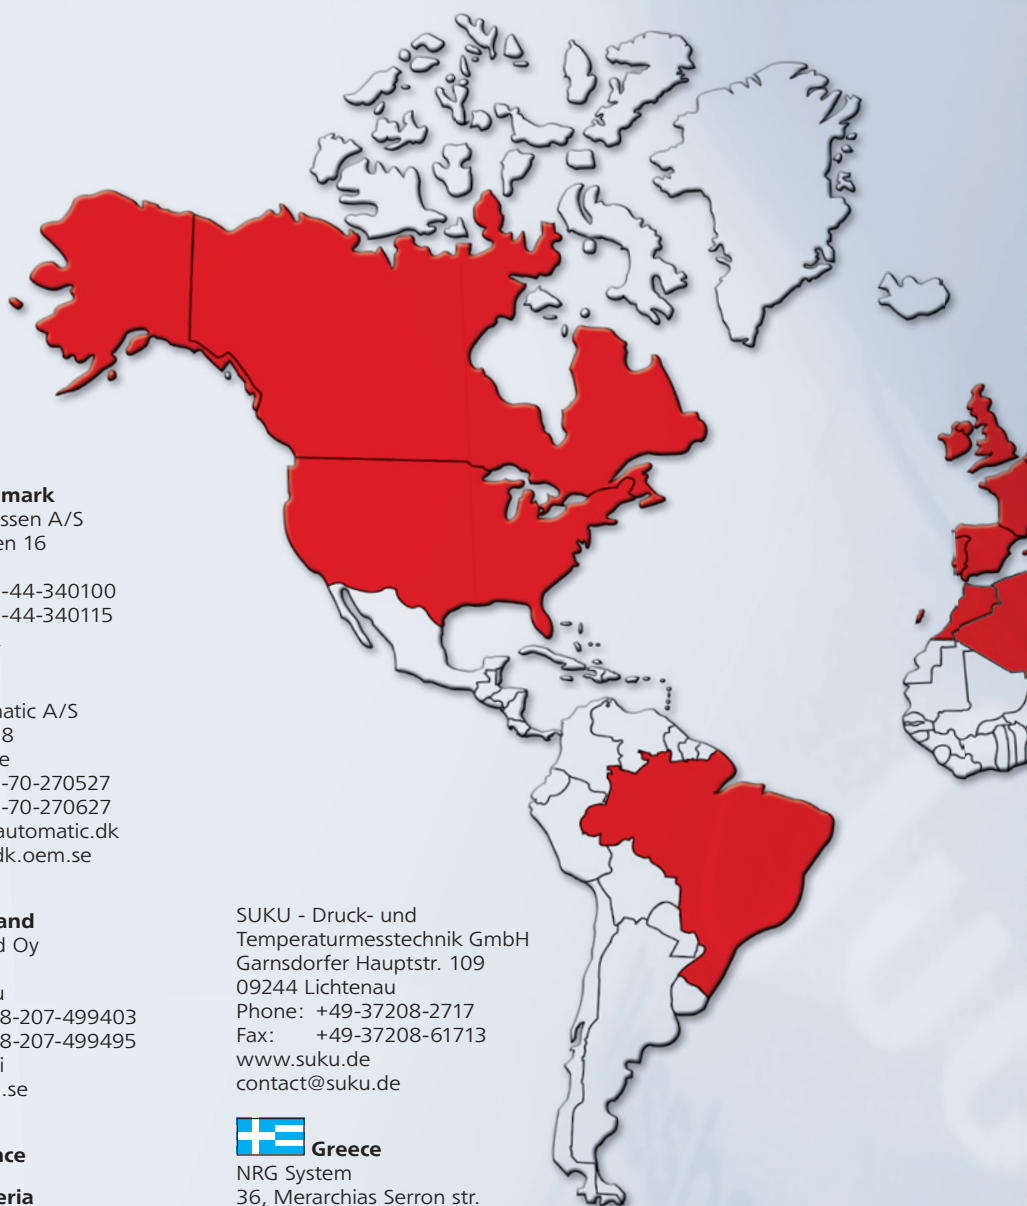 mark
ssen A/S
en 16
-44-340100
-44-340115
matic A/S
8
e
-70-270527
-70-270627
automatic.dk
dk.oem.se
and
d Oy
u
8-207-499403
8-207-499495
i
.se
nce
eria
SUKU - Druck- und
Temperaturmesstechnik GmbH
Garnsdorfer Hauptstr. 109
09244 Lichtenau
Phone: +49-37208-2717
Fax: +49-37208-61713
www.suku.de
contact@suku.de
Greece
NRG System
36, Merarchias Serron str.